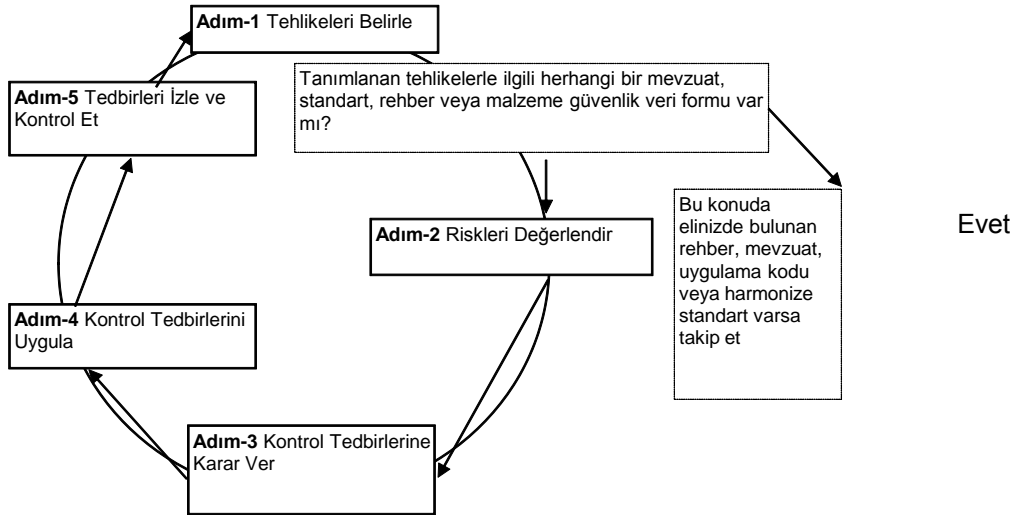 Adım-1 Tehlikeleri Belirle
Tanımlanan tehlikelerle ilgili herhangi bir mevzuat,
standart, rehber veya malzeme güvenlik veri formu var
mı?
Adım-5 Tedbirleri İzle ve
Kontrol Et
Bu konuda
elinizde bulunan
rehber, mevzuat,
uygulama kodu
veya harmonize
standart varsa
takip et
Evet
Adım-2 Riskleri Değerlendir
Adım-4 Kontrol Tedbirlerini
Uygula
Adım-3 Kontrol Tedbirlerine
Karar Ver